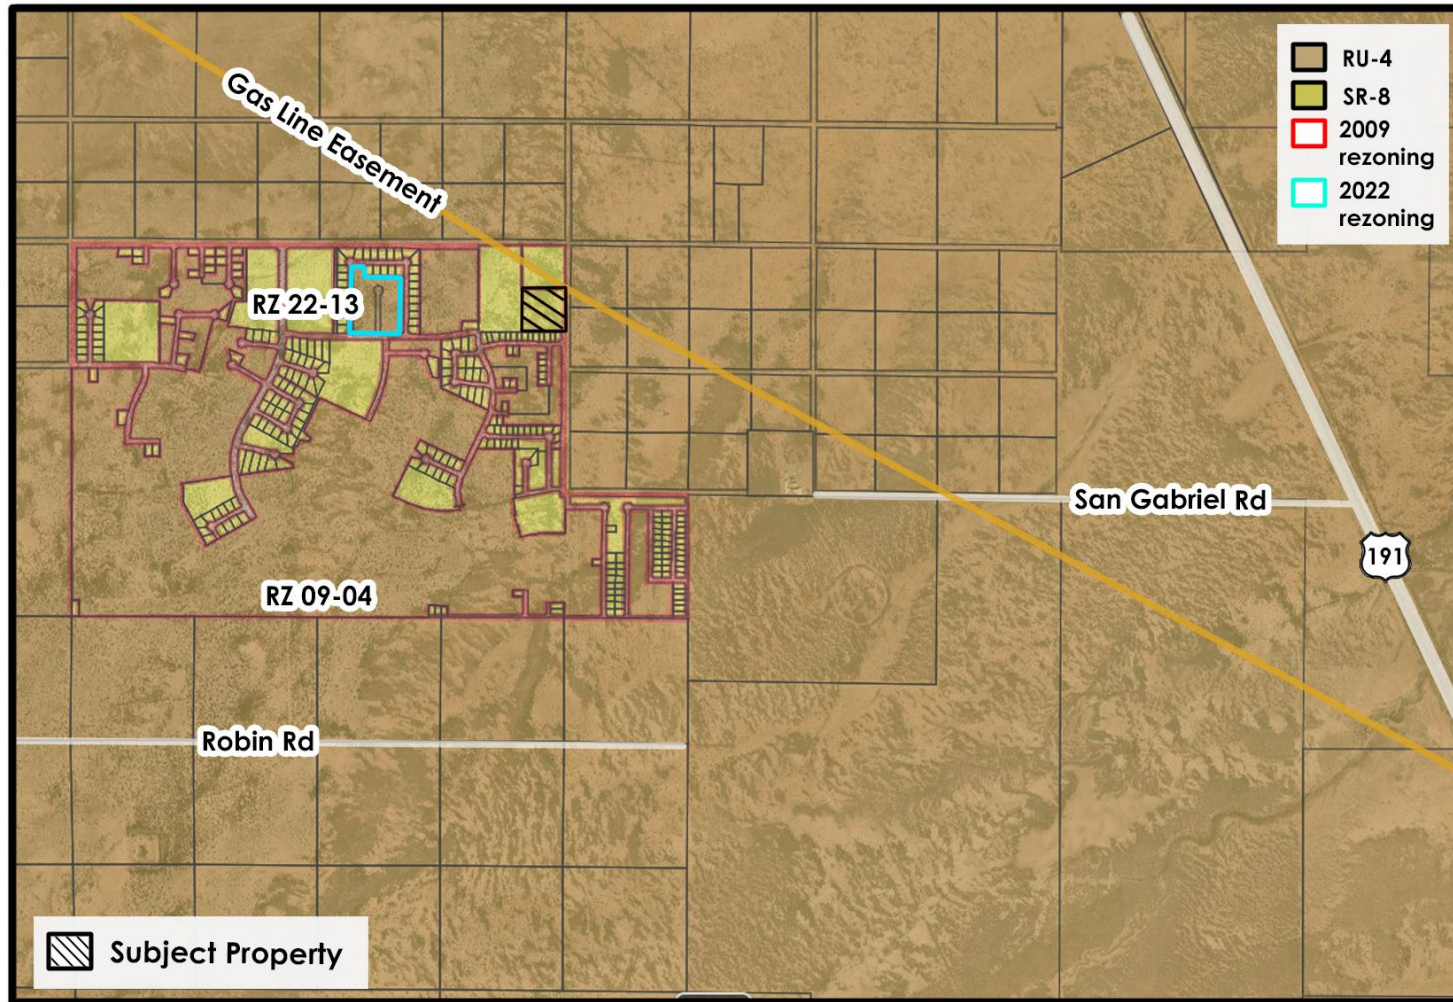 RU-4
SR-8
2009
rezoning
2022
rezoning
Gas Line Easement
RZ 22-13
San Gabriel Rd
191
RZ 09-04
Robin Rd
Subject Property